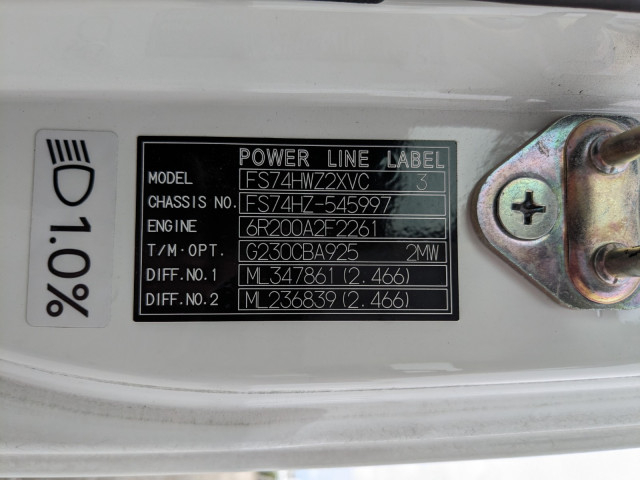 POWER LINE LABEL
MODEL FS74HWZ2XVC 3
CHASSIS NO. FS74HZ-545997
ENGINE 6R200A2F2261
T/M·OPT. G230CBA925 2MW
DIFF.NO.1 ML347861(2.466)
DIFF.NO.2 ML236839(2.466)
1.0%